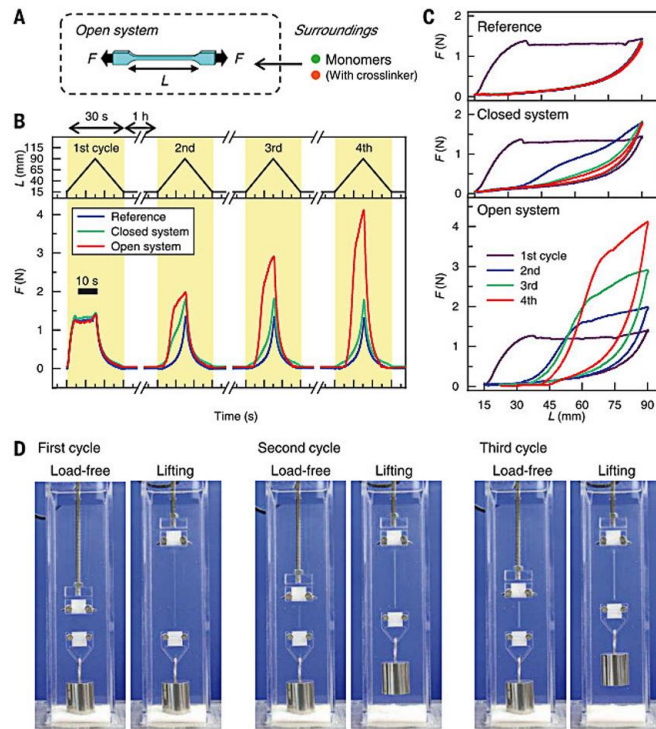 A
Open system
Surroundings
F
F
L
Monomers
(With crosslinker)
B
30 s
1 h
L (mm)
115
90
65
40
15
1st cycle
2nd
3rd
4th
F (N)
4
3
2
1
0
Reference
Closed system
Open system
10 s
Time (s)
C
F (N)
2
1
0
Reference
F (N)
2
1
0
Closed system
F (N)
4
3
2
1
0
Open system
1st cycle
2nd
3rd
4th
15
30
45
60
75
90
L (mm)
D
First cycle
Load-free
Lifting
Second cycle
Load-free
Lifting
Third cycle
Load-free
Lifting